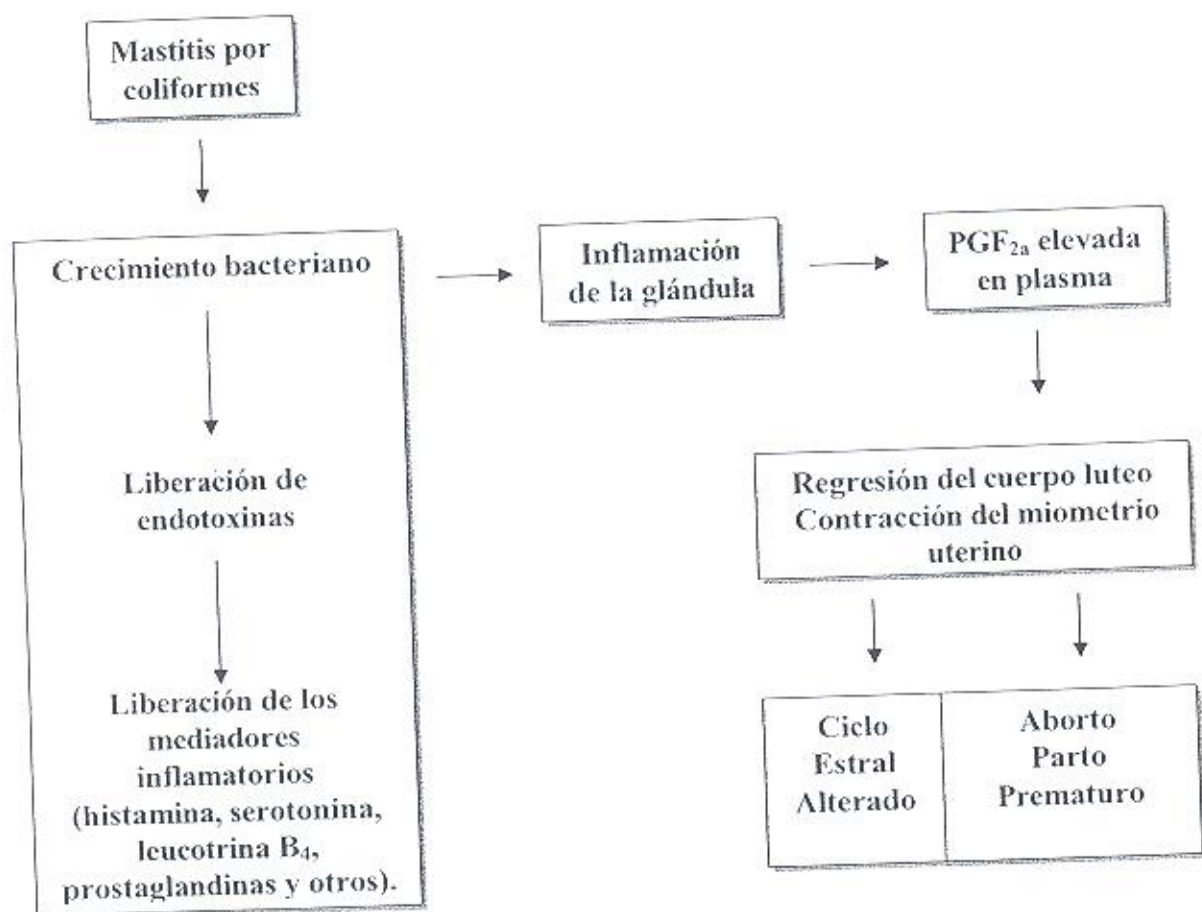 Mastitis por
coliformes
Crecimiento bacteriano
Liberación de
endotoxinas
Liberación de los
mediadores
inflamatorios
(histamina, serotonina,
leucotrina B₄,
prostaglandinas y otros).
Inflamación
de la glándula
PGF₂ₐ elevada
en plasma
Regresión del cuerpo luteo
Contracción del miometrio
uterino
Ciclo
Estral
Alterado
Aborto
Parto
Prematuro